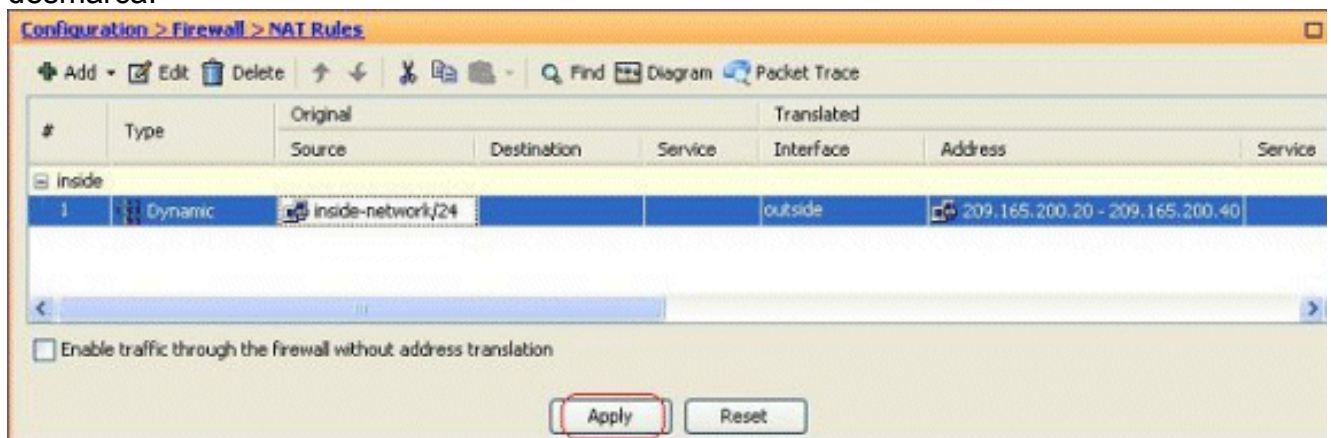 desmarca.
Configuration > Firewall > NAT Rules
Add Edit Delete Find Diagram Packet Trace
# Type Original Translated
Source Destination Service Interface Address Service
inside
1 Dynamic inside-network/24 outside 209.165.200.20 - 209.165.200.40
Enable traffic through the firewall without address translation
Apply Reset